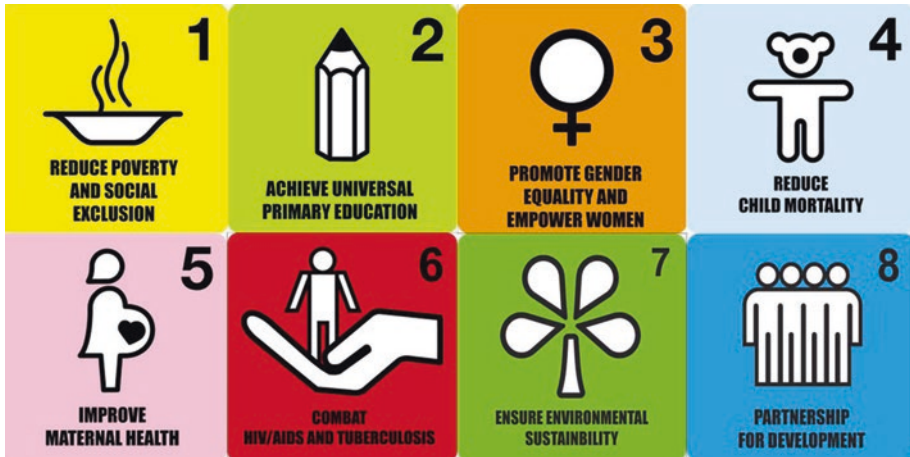 1
REDUCE POVERTY
AND SOCIAL
EXCLUSION
2
ACHIEVE UNIVERSAL
PRIMARY EDUCATION
3
PROMOTE GENDER
EQUALITY AND
EMPOWER WOMEN
4
REDUCE
CHILD MORTALITY
5
IMPROVE
MATERNAL HEALTH
6
COMBAT
HIV/AIDS AND TUBERCULOSIS
7
ENSURE ENVIRONMENTAL
SUSTAINBILITY
8
PARTNERSHIP
FOR DEVELOPMENT